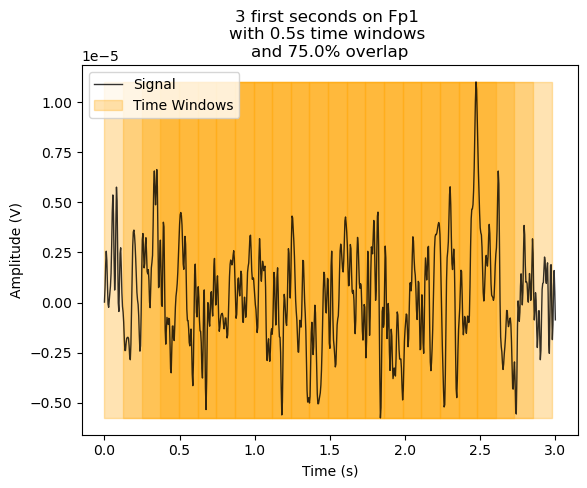 3 first seconds on Fp1
with 0.5s time windows
and 75.0% overlap
1e−5
Signal
Time Windows
1.00
0.75
0.50
0.25
0.00
−0.25
−0.50
Amplitude (V)
0.0 0.5 1.0 1.5 2.0 2.5 3.0
Time (s)